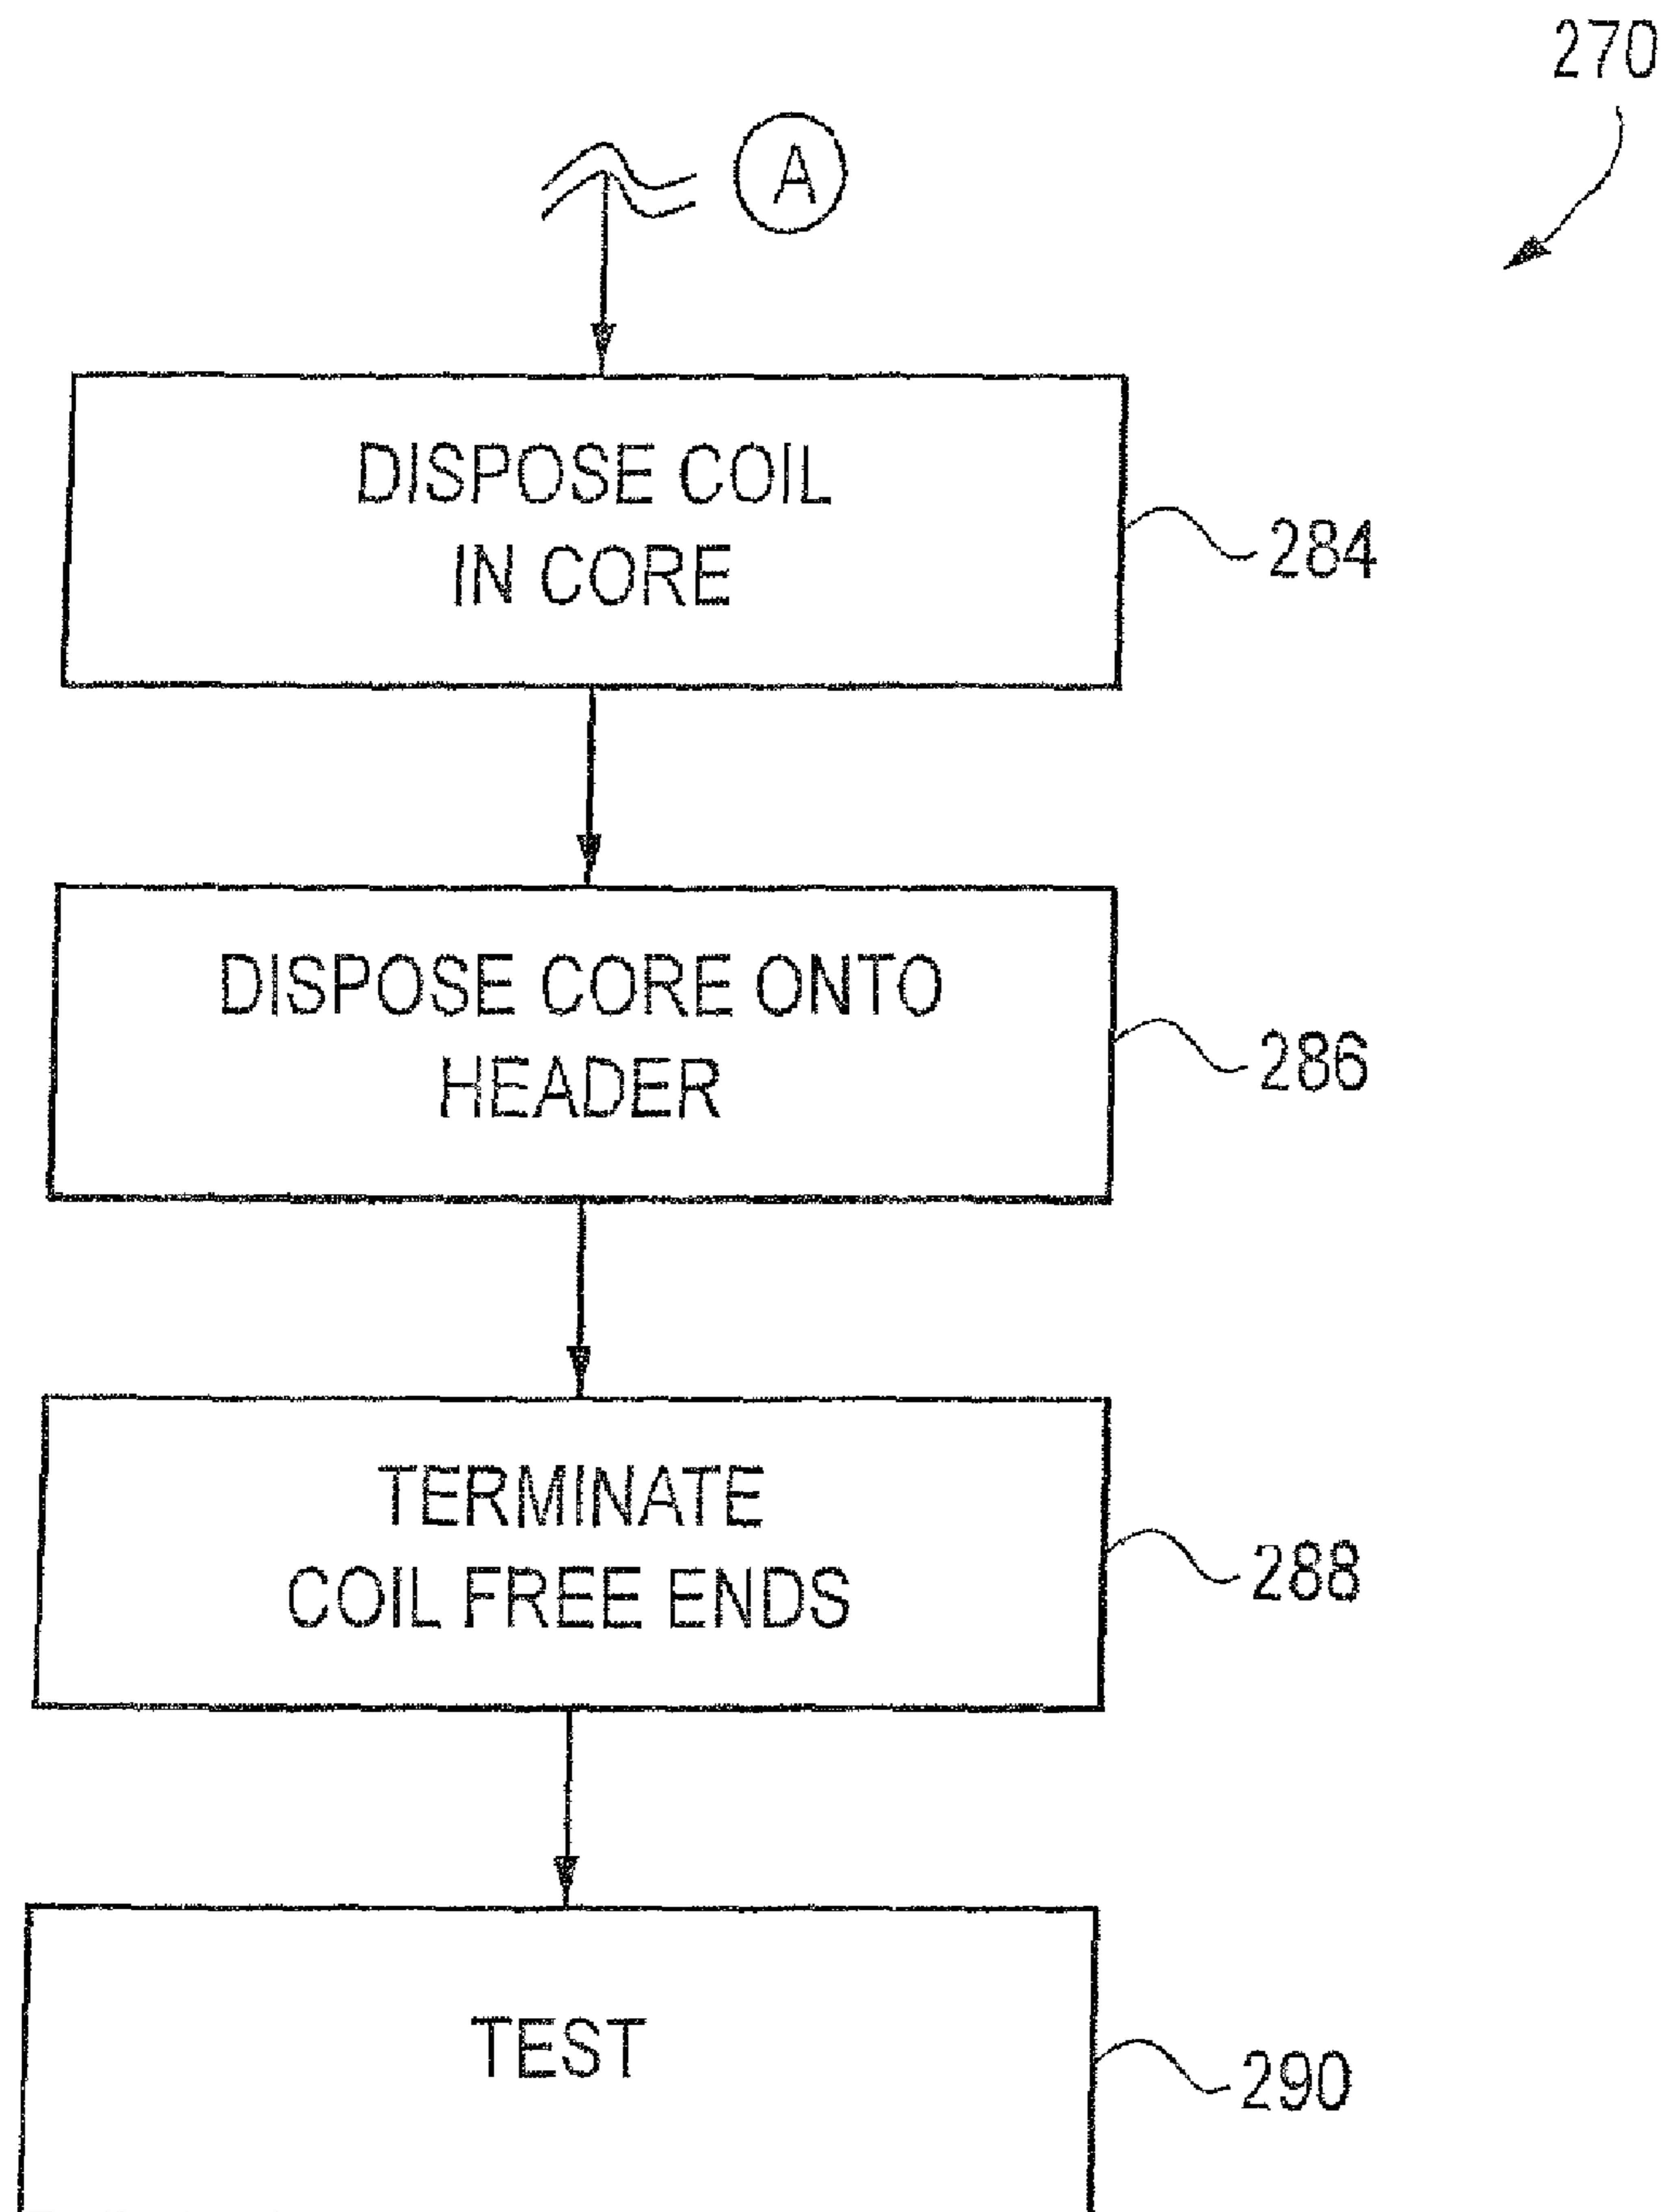 270
A
DISPOSE COIL
IN CORE
284
DISPOSE CORE ONTO
HEADER
286
TERMINATE
COIL FREE ENDS
288
TEST
290